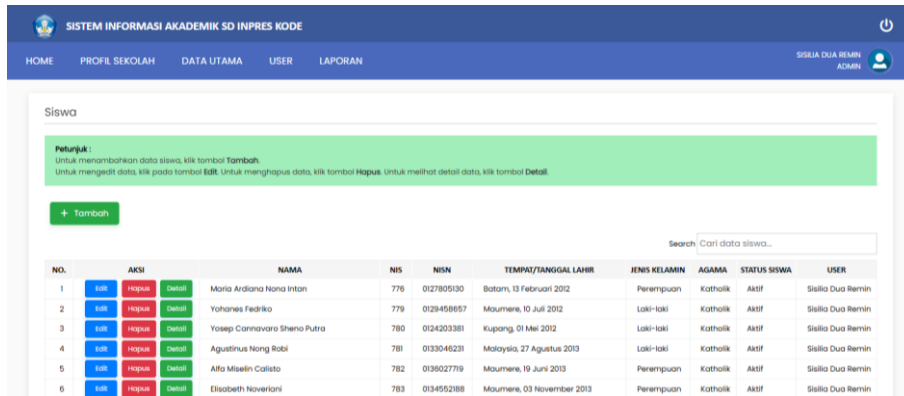 SISTEM INFORMASI AKADEMIK SD INPRES KODE
HOME PROFIL SEKOLAH DATA UTAMA USER LAPORAN SISILIA DUA REMIN
ADMIN
Siswa
Petunjuk :
Untuk menambahkan data siswa, klik tombol Tambah.
Untuk mengedit data, klik pada tombol Edit. Untuk menghapus data, klik tombol Hapus. Untuk melihat detail data, klik tombol Detail.
+ Tambah
Search Cari data siswa...
NO. AKSI NAMA NIS NISN TEMPAT/TANGGAL LAHIR JENIS KELAMIN AGAMA STATUS SISWA USER
1 Edit Hapus Detail Maria Ardiana Nona Intan 776 0127805130 Batam, 13 Februari 2012 Perempuan Katholik Aktif Sisilia Dua Remin
2 Edit Hapus Detail Yohanes Fedriko 779 0129458657 Maumere, 10 Juli 2012 Laki-laki Katholik Aktif Sisilia Dua Remin
3 Edit Hapus Detail Yosep Cannavaro Sheno Putra 780 0124203381 Kupang, 01 Mei 2012 Laki-laki Katholik Aktif Sisilia Dua Remin
4 Edit Hapus Detail Agustinus Nong Robi 781 0133046231 Malaysia, 27 Agustus 2013 Laki-laki Katholik Aktif Sisilia Dua Remin
5 Edit Hapus Detail Alfa Miselin Calisto 782 0136027719 Maumere, 19 Juni 2013 Perempuan Katholik Aktif Sisilia Dua Remin
6 Edit Hapus Detail Elisabeth Noveriani 783 0134552188 Maumere, 03 November 2013 Perempuan Katholik Aktif Sisilia Dua Remin